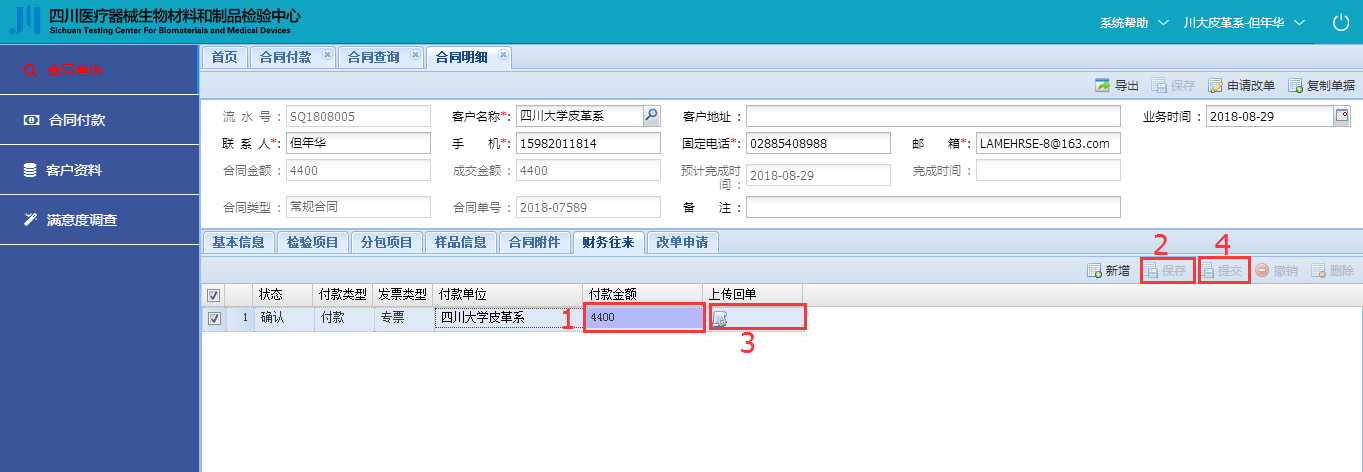 四川医疗器械生物材料和制品检验中心
Sichuan Testing Center For Biomaterials and Medical Devices
系统帮助 川大皮革系-但年华
合同查询
合同付款
客户资料
满意度调查
首页 合同付款 合同查询 合同明细
导出 保存 申请改单 复制单据
流 水 号: SQ1808005 客户名称*: 四川大学皮革系 客户地址: 业务时间: 2018-08-29
联 系 人*: 但年华 手 机*: 15982011814 固定电话*: 02885408988 邮 箱*: LAMEHRSE-8@163.com
合同金额: 4400 成交金额: 4400 预计完成时间: 2018-08-29 完成时间:
合同类型: 常规合同 合同单号: 2018-07589 备 注:
基本信息 检验项目 分包项目 样品信息 合同附件 财务往来 改单申请
2 4
新增 保存 提交 撤销 删除
状态 付款类型 发票类型 付款单位 付款金额 上传回单
1 确认 付款 专票 四川大学皮革系 1 4400
3